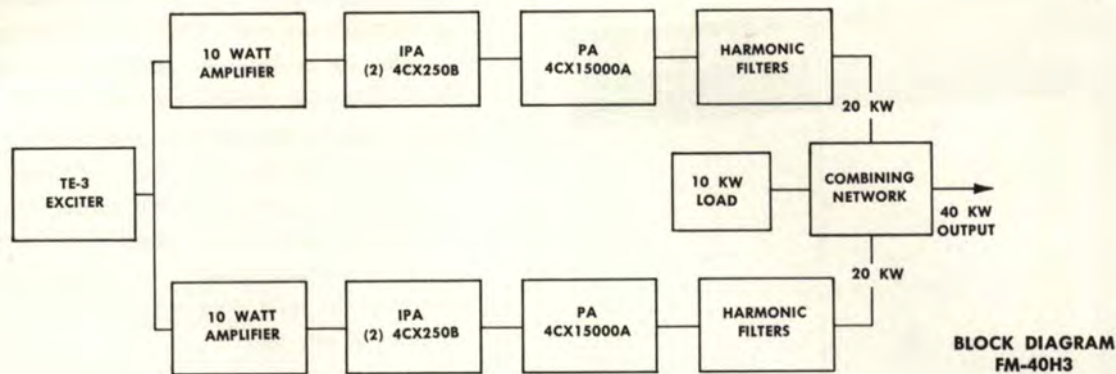 10 WATT
AMPLIFIER
IPA
(2) 4CX250B
PA
4CX15000A
HARMONIC
FILTERS
20 KW
TE-3
EXCITER
10 KW
LOAD
COMBINING
NETWORK
40 KW
OUTPUT
20 KW
10 WATT
AMPLIFIER
IPA
(2) 4CX250B
PA
4CX15000A
HARMONIC
FILTERS
BLOCK DIAGRAM
FM-40H3